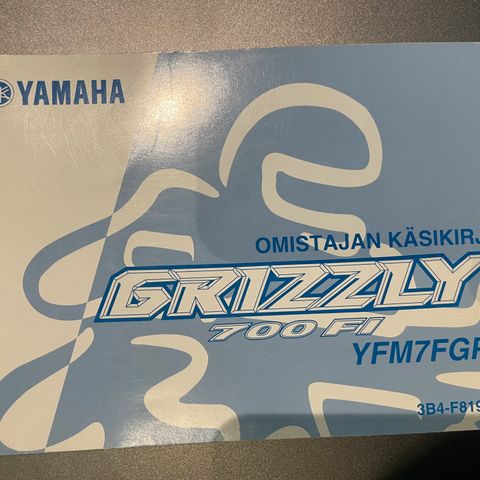 YAMAHA
OMISTAJAN KÄSIKIRJ
GRIZZLY
700 FI
YFM7FGP
3B4-F819